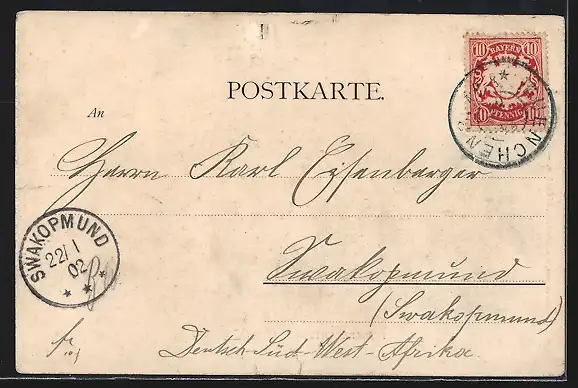 10 BAYERN 10
PFENNIG
POSTKARTE.
An
Herrn Karl Eisenberger
SWAKOPMUND
22/1
02
Swakopmund
(Swakopmund)
Deutsch-Süd-West-Afrika